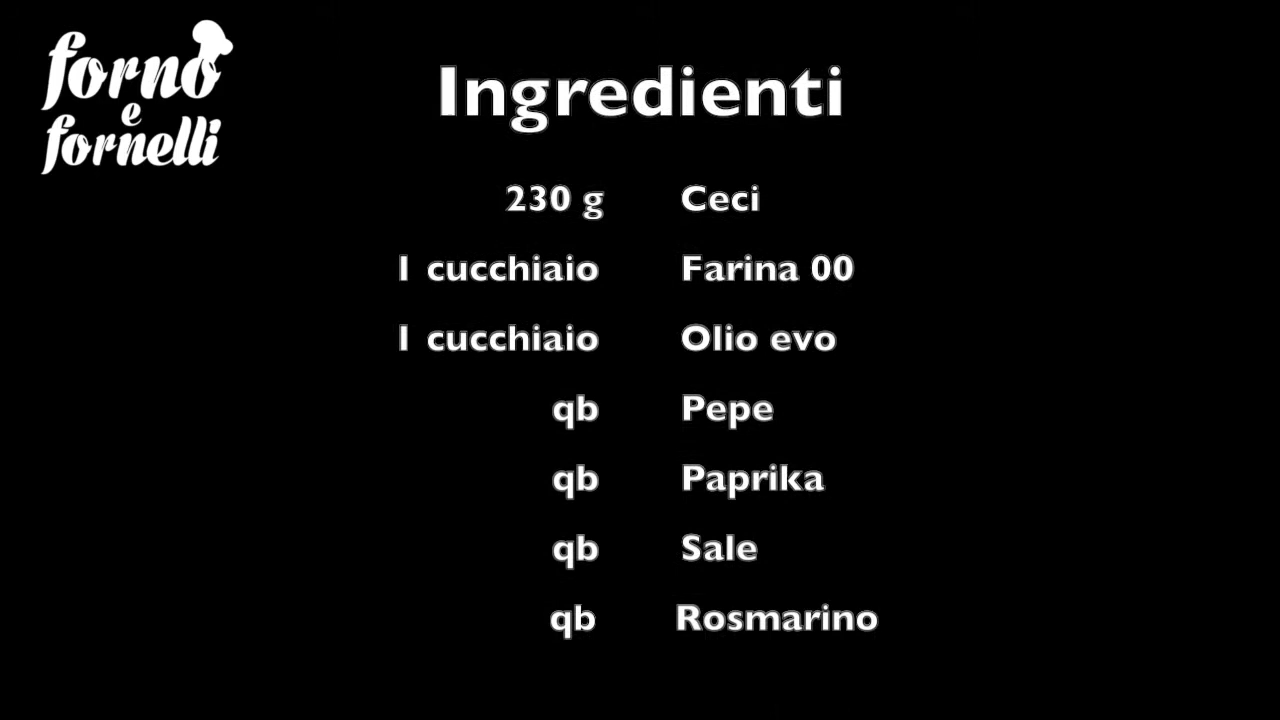 forno
e
fornelli
Ingredienti
230 g Ceci
1 cucchiaio Farina 00
1 cucchiaio Olio evo
qb Pepe
qb Paprika
qb Sale
qb Rosmarino